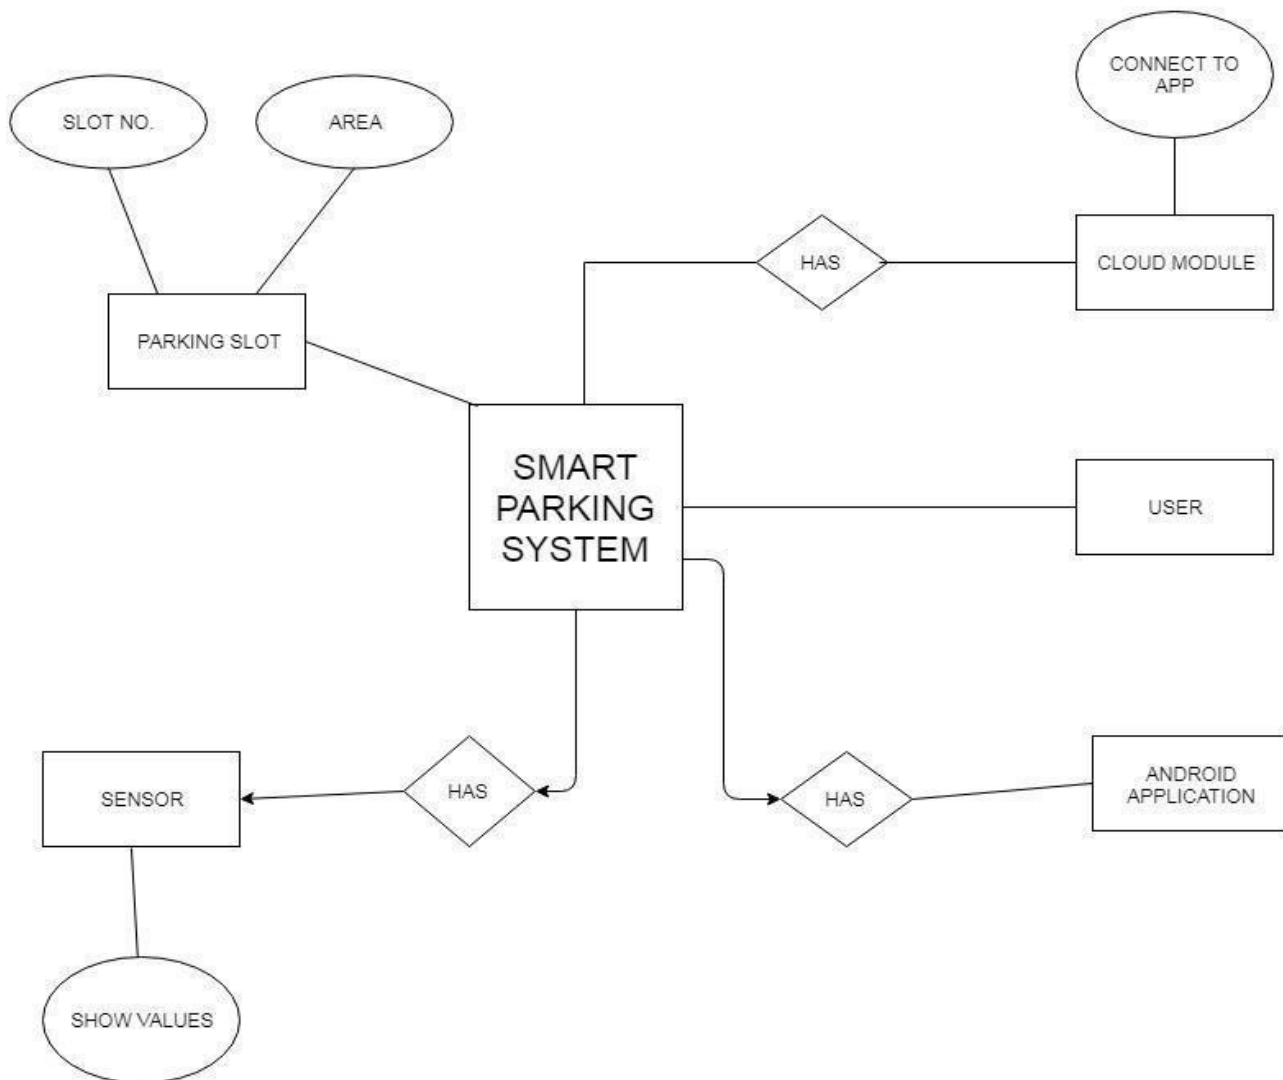 CONNECT TO
APP
SLOT NO.
AREA
HAS
CLOUD MODULE
PARKING SLOT
SMART
PARKING
SYSTEM
USER
SENSOR
HAS
HAS
ANDROID
APPLICATION
SHOW VALUES